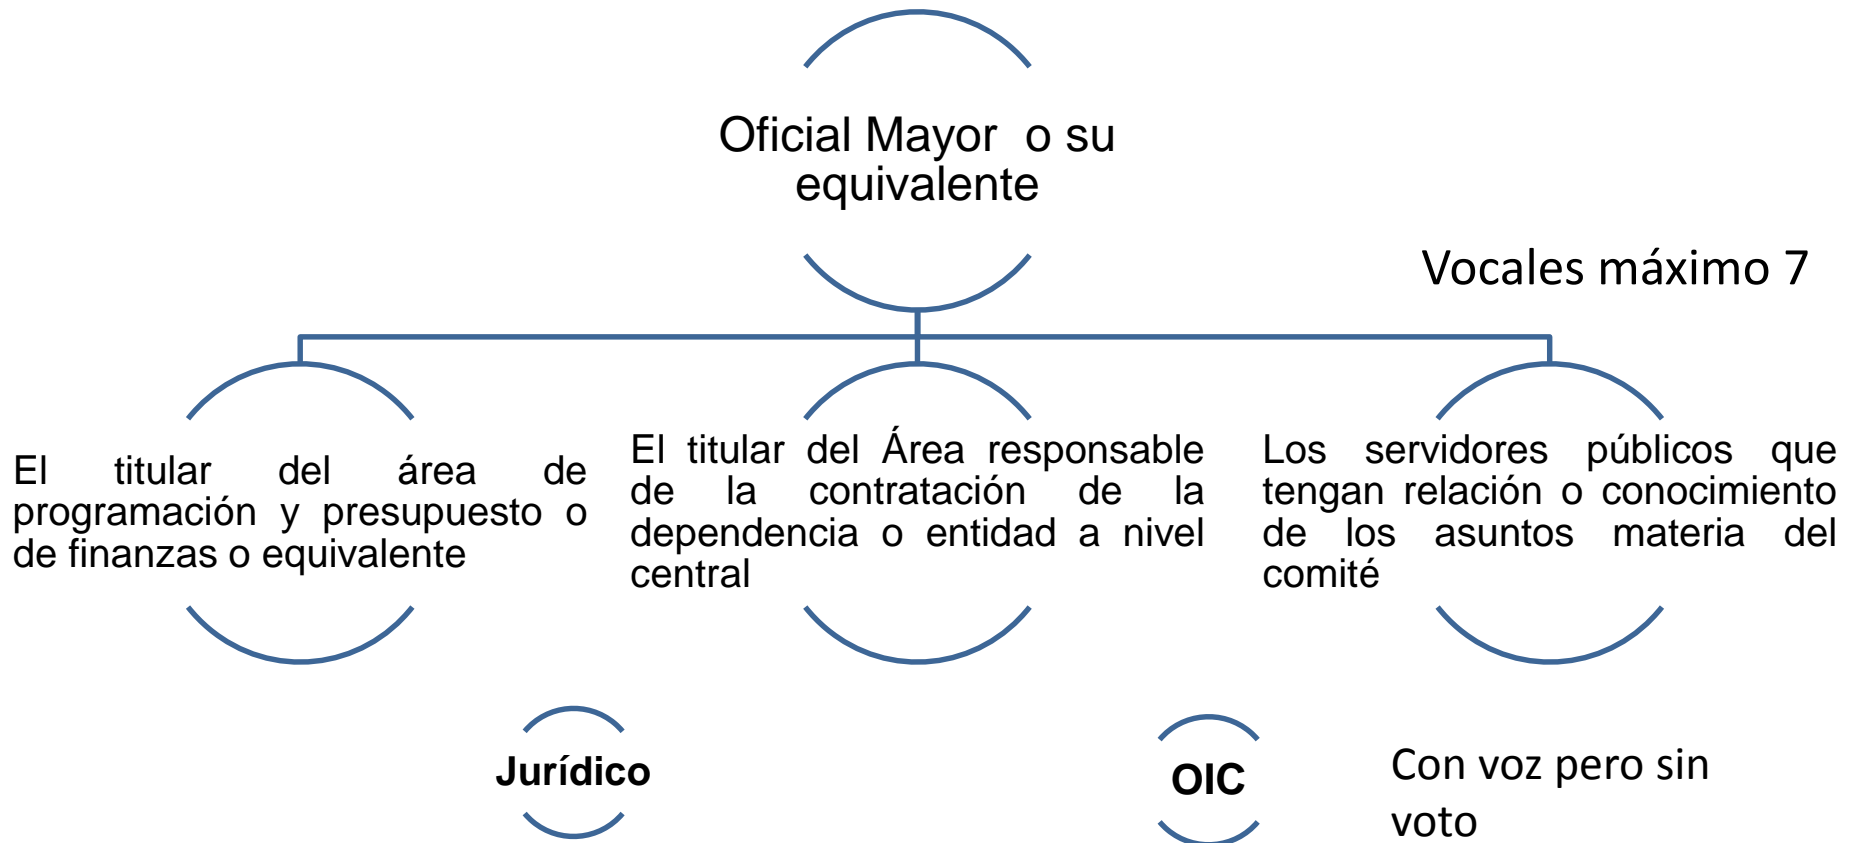 Oficial Mayor o su
equivalente
Vocales máximo 7
El titular del área de
programación y presupuesto o
de finanzas o equivalente
El titular del Área responsable
de la contratación de la
dependencia o entidad a nivel
central
Los servidores públicos que
tengan relación o conocimiento
de los asuntos materia del
comité
Jurídico
OIC
Con voz pero sin
voto